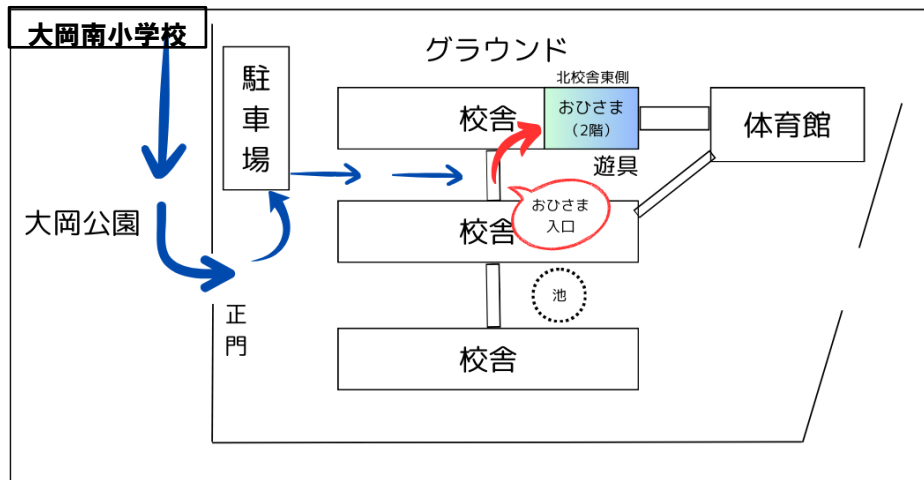 大岡南小学校
グラウンド
北校舎東側
駐車場
校舎
おひさま
(2階)
体育館
遊具
大岡公園
校舎
おひさま
入口
正門
池
校舎